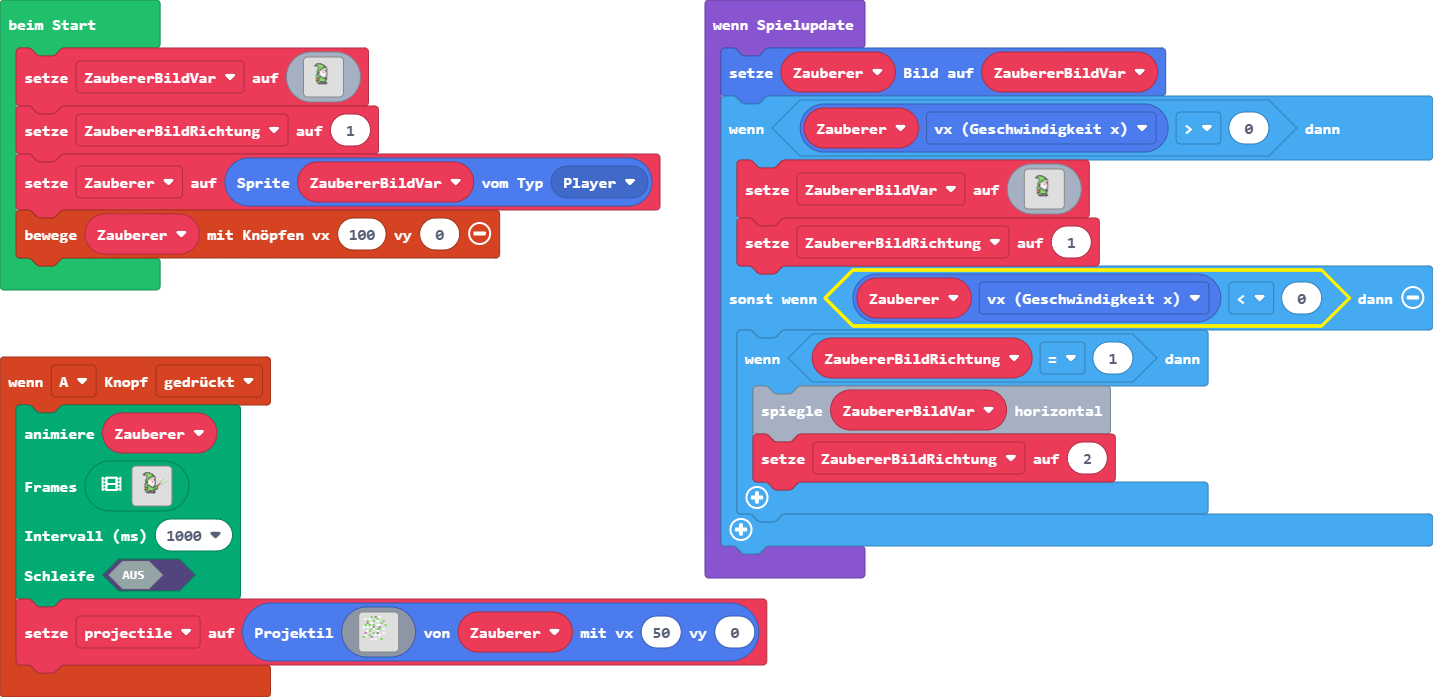 beim Start
setze ZaubererBildVar auf
setze ZaubererBildRichtung auf 1
setze Zauberer auf Sprite ZaubererBildVar vom Typ Player
bewege Zauberer mit Knöpfen vx 100 vy 0
wenn A Knopf gedrückt
animiere Zauberer
Frames
Intervall (ms) 1000
Schleife AUS
setze projectile auf Projektil von Zauberer mit vx 50 vy 0
wenn Spielupdate
setze Zauberer Bild auf ZaubererBildVar
wenn Zauberer vx (Geschwindigkeit x) > 0 dann
setze ZaubererBildVar auf
setze ZaubererBildRichtung auf 1
sonst wenn Zauberer vx (Geschwindigkeit x) < 0 dann
wenn ZaubererBildRichtung = 1 dann
spiegle ZaubererBildVar horizontal
setze ZaubererBildRichtung auf 2